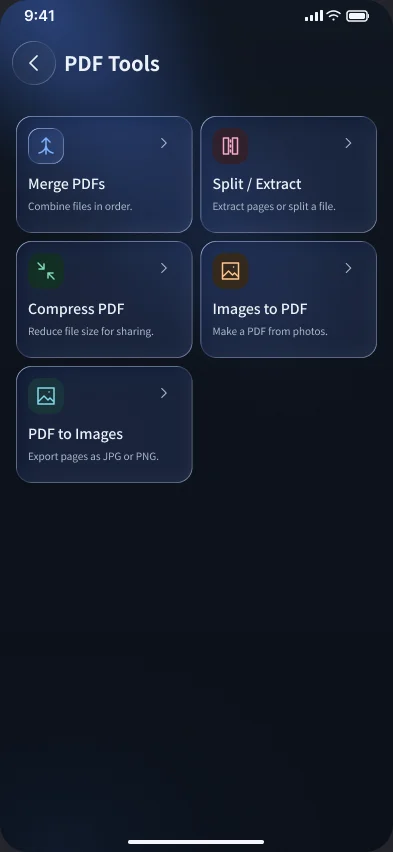 9:41
PDF Tools
Merge PDFs
Combine files in order.
Split / Extract
Extract pages or split a file.
Compress PDF
Reduce file size for sharing.
Images to PDF
Make a PDF from photos.
PDF to Images
Export pages as JPG or PNG.